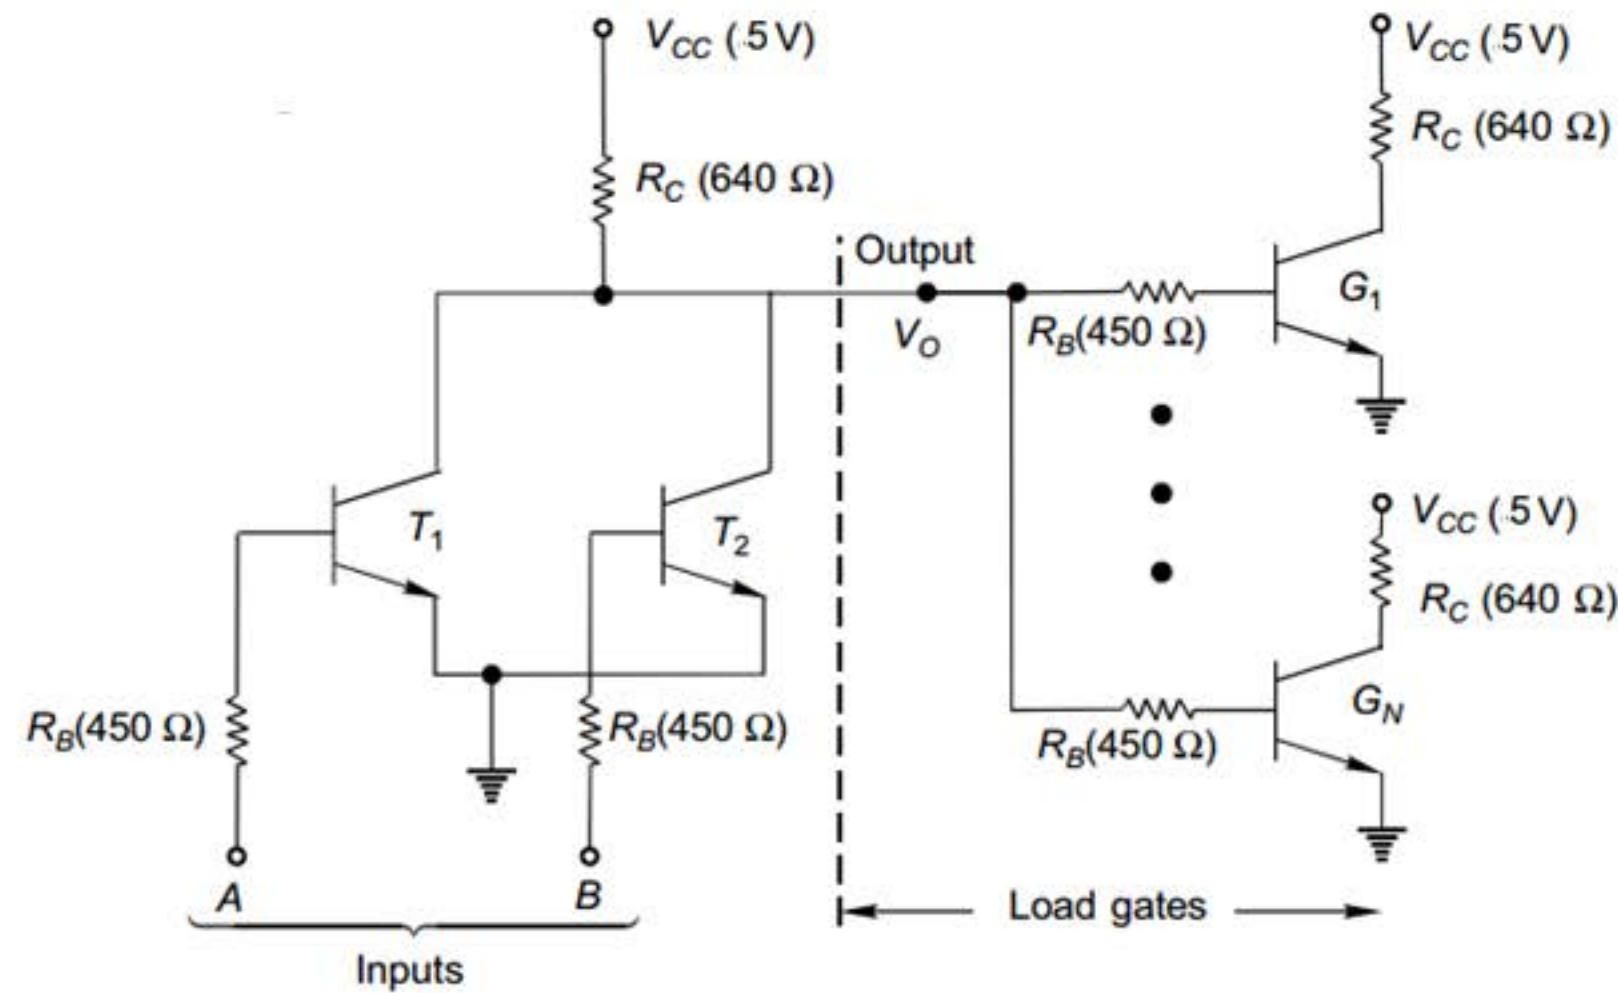 V_CC (.5 V)
R_C (640 Ω)
V_CC (.5 V)
R_C (640 Ω)
Output
V_O
R_B(450 Ω)
G_1
T_1
T_2
V_CC (.5 V)
R_C (640 Ω)
G_N
R_B(450 Ω)
R_B(450 Ω)
R_B(450 Ω)
A
B
Load gates
Inputs